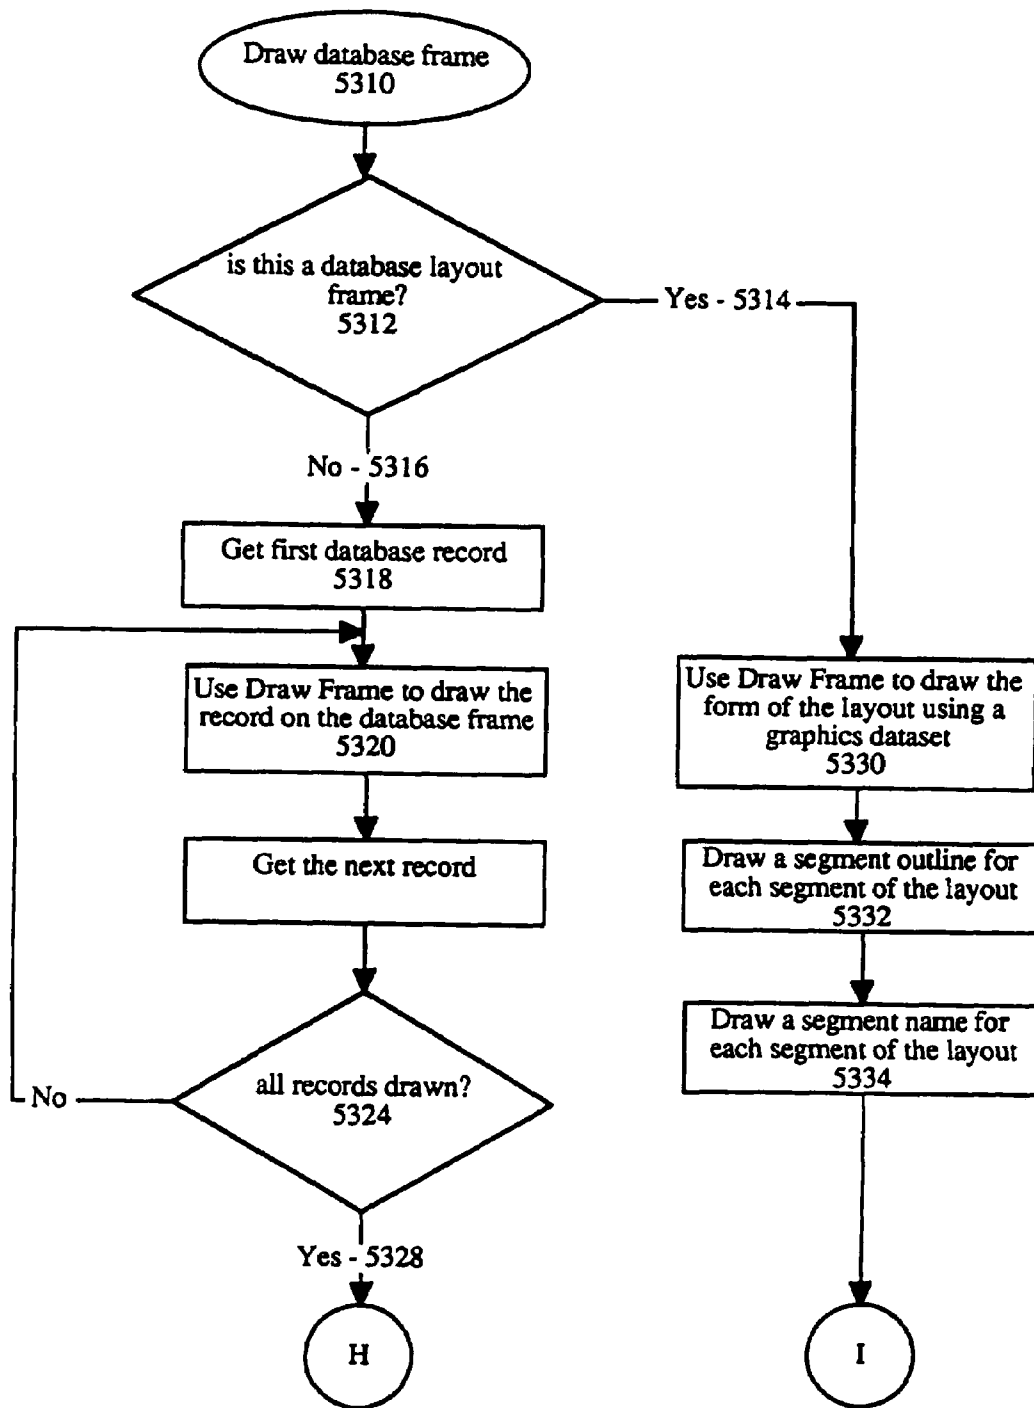 Draw database frame
5310
is this a database layout
frame?
5312
Yes - 5314
No - 5316
Get first database record
5318
Use Draw Frame to draw the
record on the database frame
5320
Get the next record
all records drawn?
5324
No
Yes - 5328
H
Use Draw Frame to draw the
form of the layout using a
graphics dataset
5330
Draw a segment outline for
each segment of the layout
5332
Draw a segment name for
each segment of the layout
5334
I